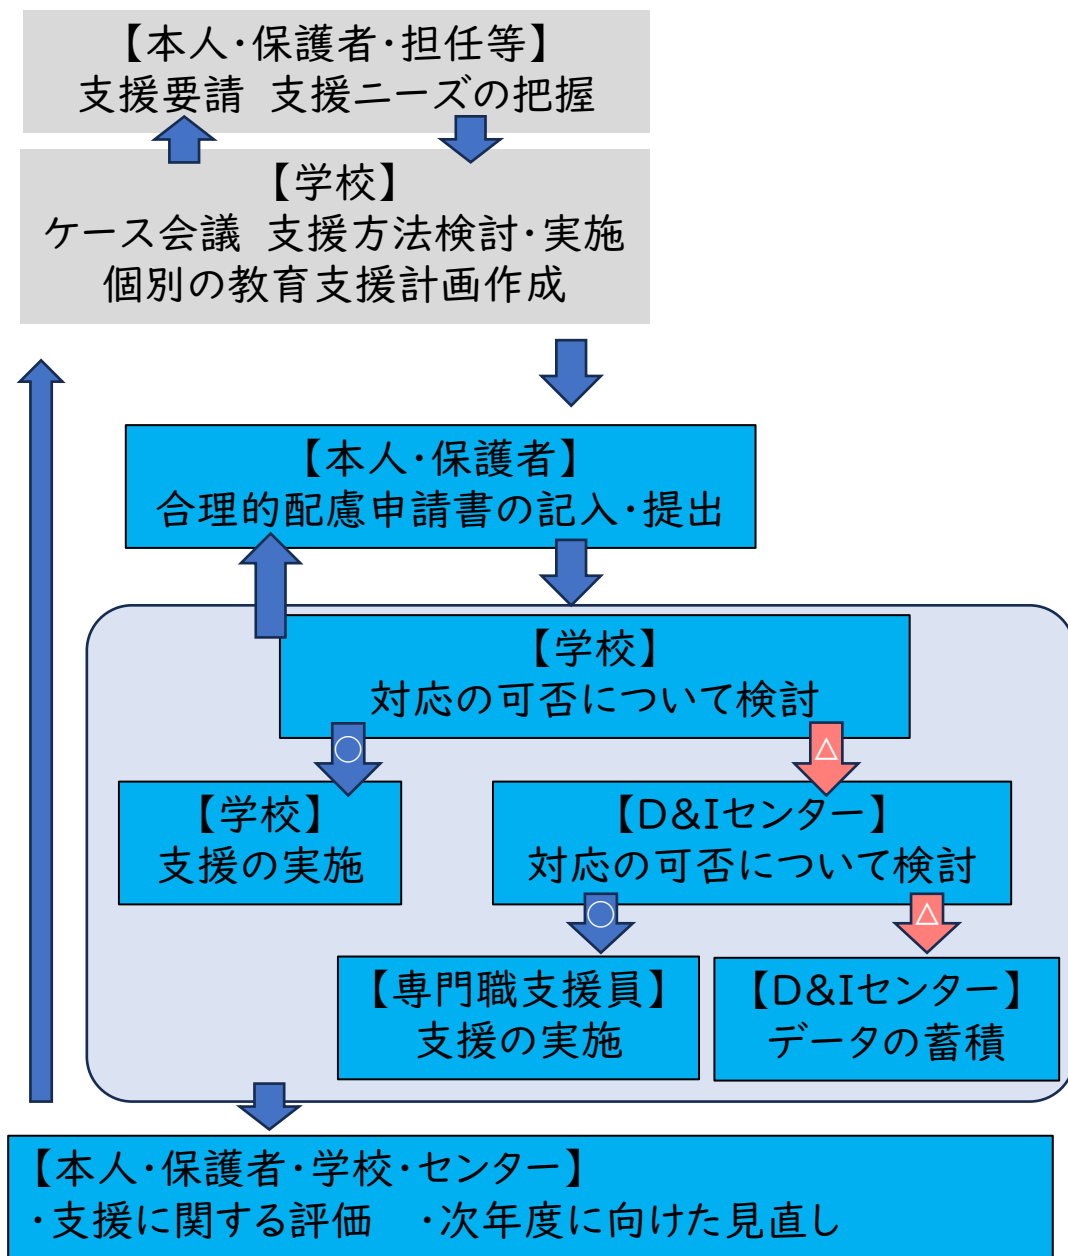 【本人・保護者・担任等】
支援要請 支援ニーズの把握
【学校】
ケース会議 支援方法検討・実施
個別の教育支援計画作成
【本人・保護者】
合理的配慮申請書の記入・提出
【学校】
対応の可否について検討
○
△
【学校】
支援の実施
【D&Iセンター】
対応の可否について検討
○
△
【専門職支援員】
支援の実施
【D&Iセンター】
データの蓄積
【本人・保護者・学校・センター】
・支援に関する評価 ・次年度に向けた見直し